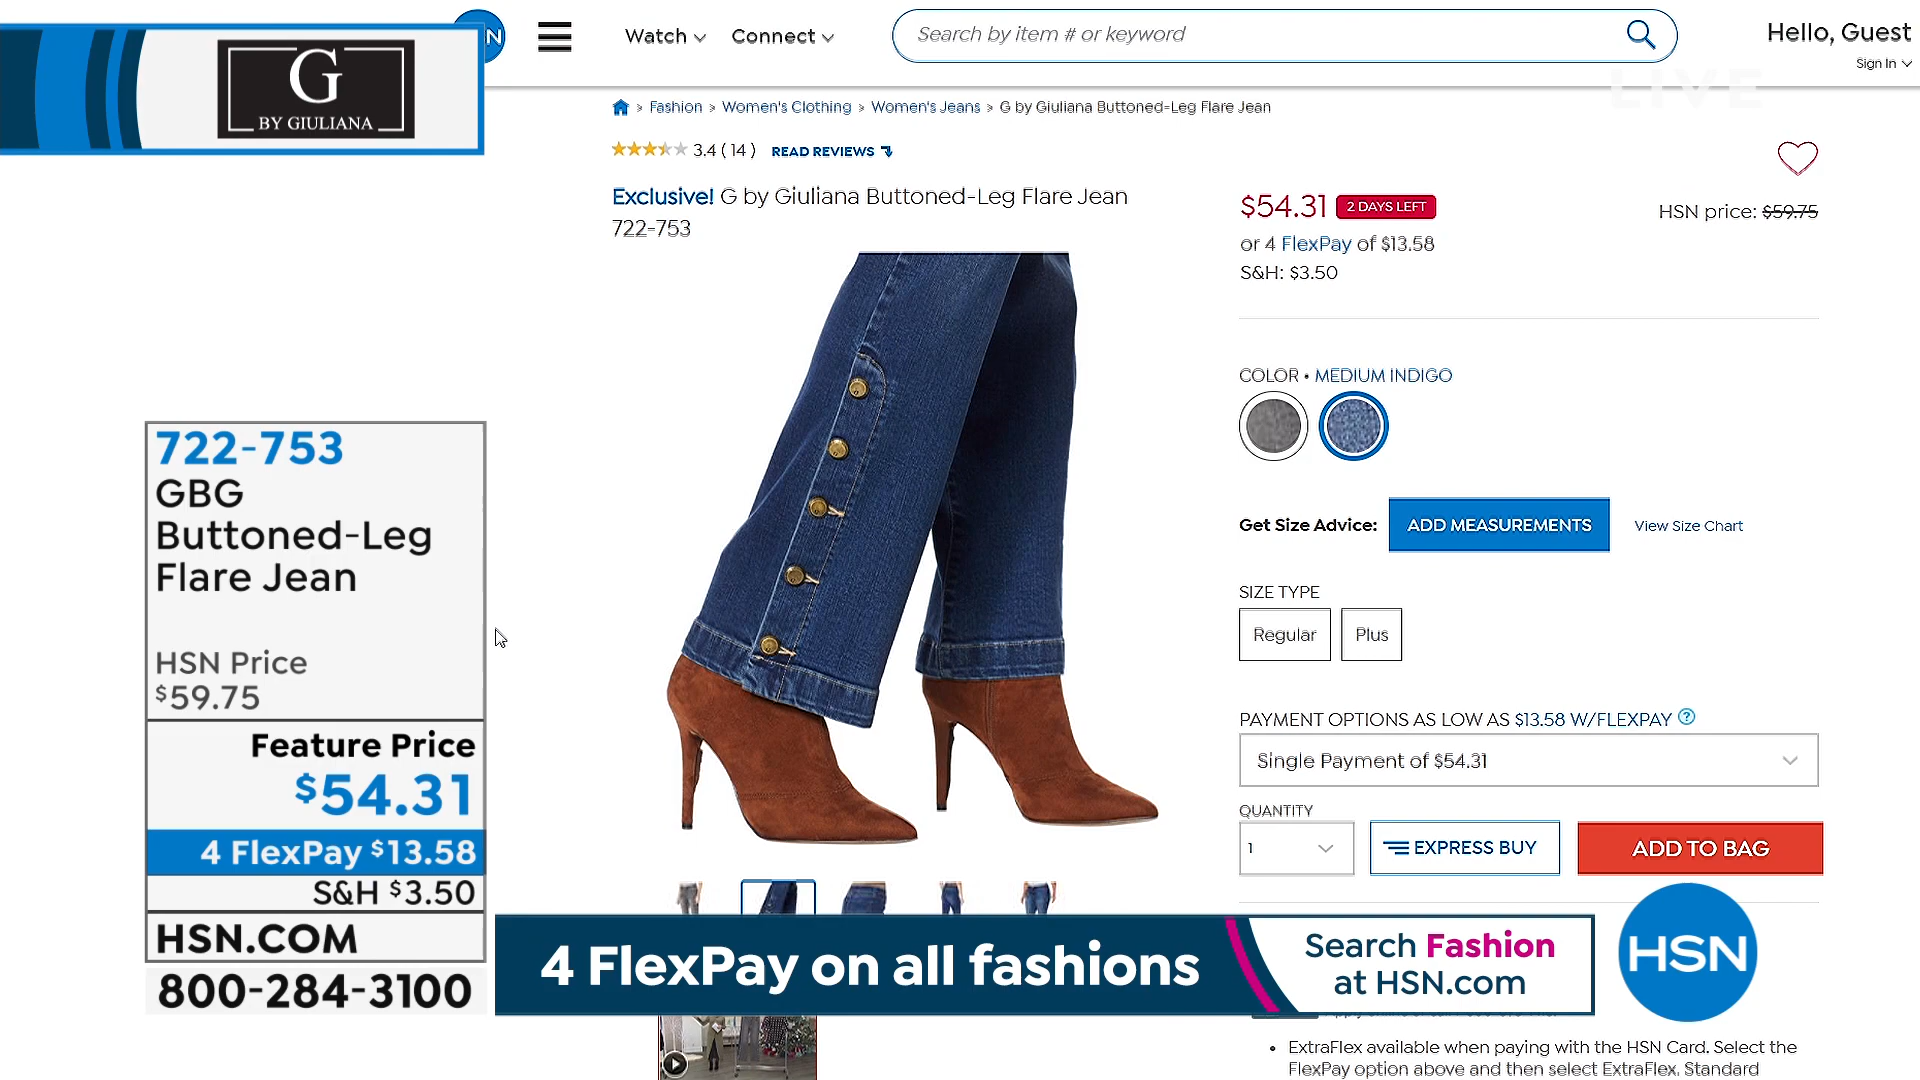 N
G
BY GIULIANA
Watch
Connect
Search by item # or keyword
Hello, Guest
Sign In
LIVE
> Fashion > Women's Clothing > Women's Jeans > G by Giuliana Buttoned-Leg Flare Jean
3.4 ( 14 ) READ REVIEWS
Exclusive! G by Giuliana Buttoned-Leg Flare Jean
722-753
$54.31 2 DAYS LEFT
HSN price: $59.75
or 4 FlexPay of $13.58
S&H: $3.50
COLOR • MEDIUM INDIGO
Get Size Advice: ADD MEASUREMENTS View Size Chart
SIZE TYPE
Regular Plus
PAYMENT OPTIONS AS LOW AS $13.58 W/FLEXPAY ?
Single Payment of $54.31
QUANTITY
1 EXPRESS BUY ADD TO BAG
722-753
GBG
Buttoned-Leg
Flare Jean
HSN Price
$59.75
Feature Price
$54.31
4 FlexPay $13.58
S&H $3.50
HSN.COM
800-284-3100
4 FlexPay on all fashions
Search Fashion
at HSN.com
HSN
• ExtraFlex available when paying with the HSN Card. Select the
FlexPay option above and then select ExtraFlex. Standard